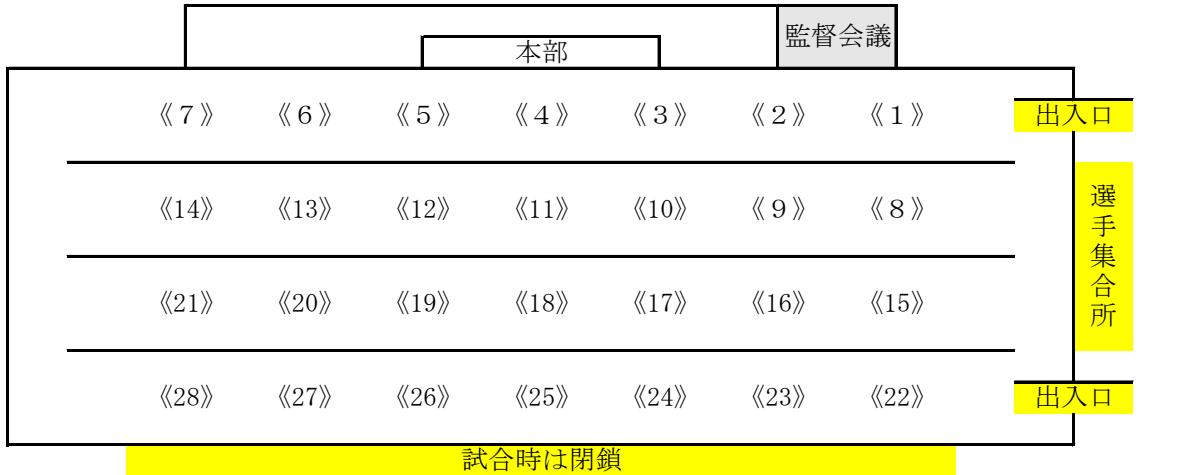 監督会議
本部
《７》 《６》 《５》 《４》 《３》 《２》 《１》
出入口
《14》 《13》 《12》 《11》 《10》 《９》 《８》
選手集合所
《21》 《20》 《19》 《18》 《17》 《16》 《15》
《28》 《27》 《26》 《25》 《24》 《23》 《22》
出入口
試合時は閉鎖